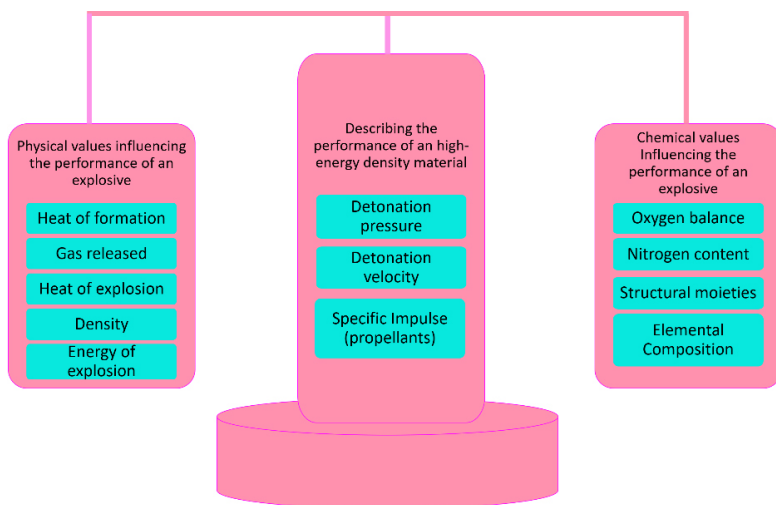 Physical values influencing
the performance of an
explosive
Heat of formation
Gas released
Heat of explosion
Density
Energy of
explosion
Describing the
performance of an high-
energy density material
Detonation
pressure
Detonation
velocity
Specific Impulse
(propellants)
Chemical values
Influencing the
performance of an
explosive
Oxygen balance
Nitrogen content
Structural moieties
Elemental
Composition